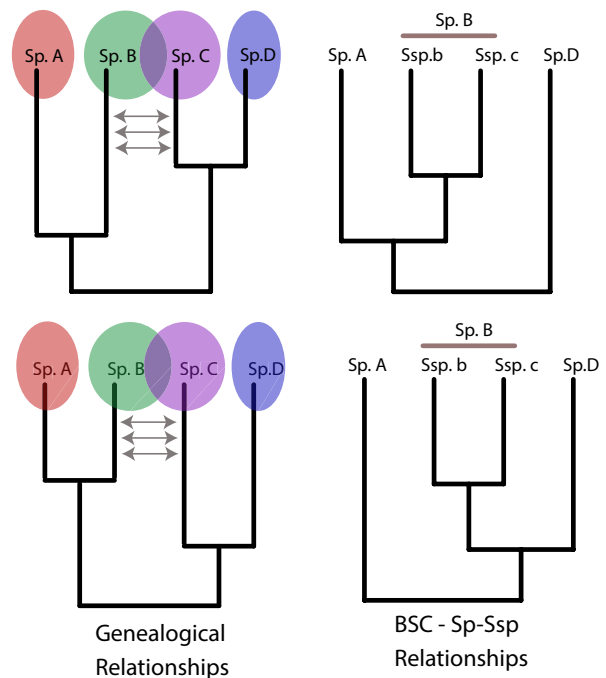 Sp. A
Sp. B
Sp. C
Sp.D
Sp. B
Sp. A
Ssp.b
Ssp. c
Sp.D
Sp. A
Sp. B
Sp. C
Sp.D
Sp. B
Sp. A
Ssp. b
Ssp. c
Sp.D
Genealogical
Relationships
BSC - Sp-Ssp
Relationships